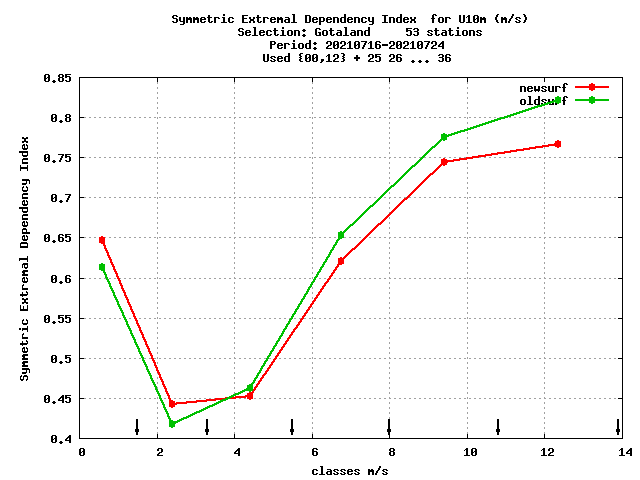 Symmetric Extremal Dependency Index  for U10m (m/s)
Selection: Gotaland     53 stations
Period: 20210716-20210724
Used {00,12} + 25 26 ... 36
newsurf
oldsurf
0.85
0.8
0.75
0.7
0.65
0.6
0.55
0.5
0.45
0.4
Symmetric Extremal Dependency Index
0 2 4 6 8 10 12 14
classes m/s